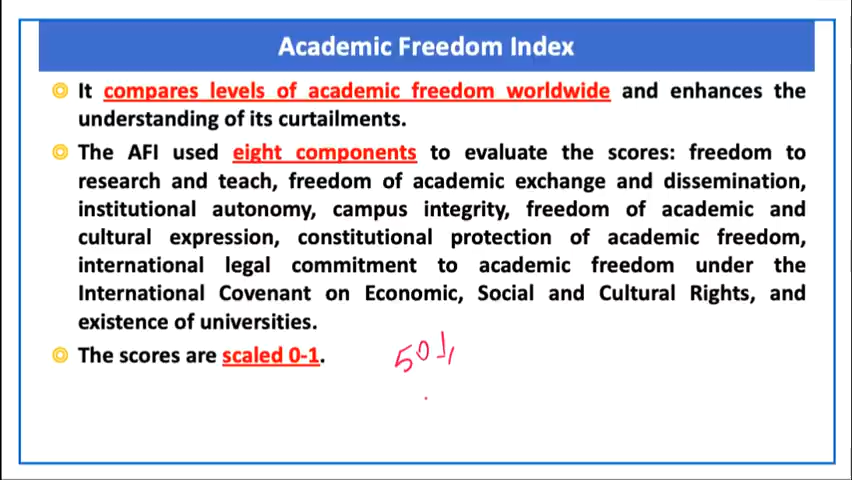 Academic Freedom Index
It compares levels of academic freedom worldwide and enhances the
understanding of its curtailments.
The AFI used eight components to evaluate the scores: freedom to
research and teach, freedom of academic exchange and dissemination,
institutional autonomy, campus integrity, freedom of academic and
cultural expression, constitutional protection of academic freedom,
international legal commitment to academic freedom under the
International Covenant on Economic, Social and Cultural Rights, and
existence of universities.
The scores are scaled 0-1.